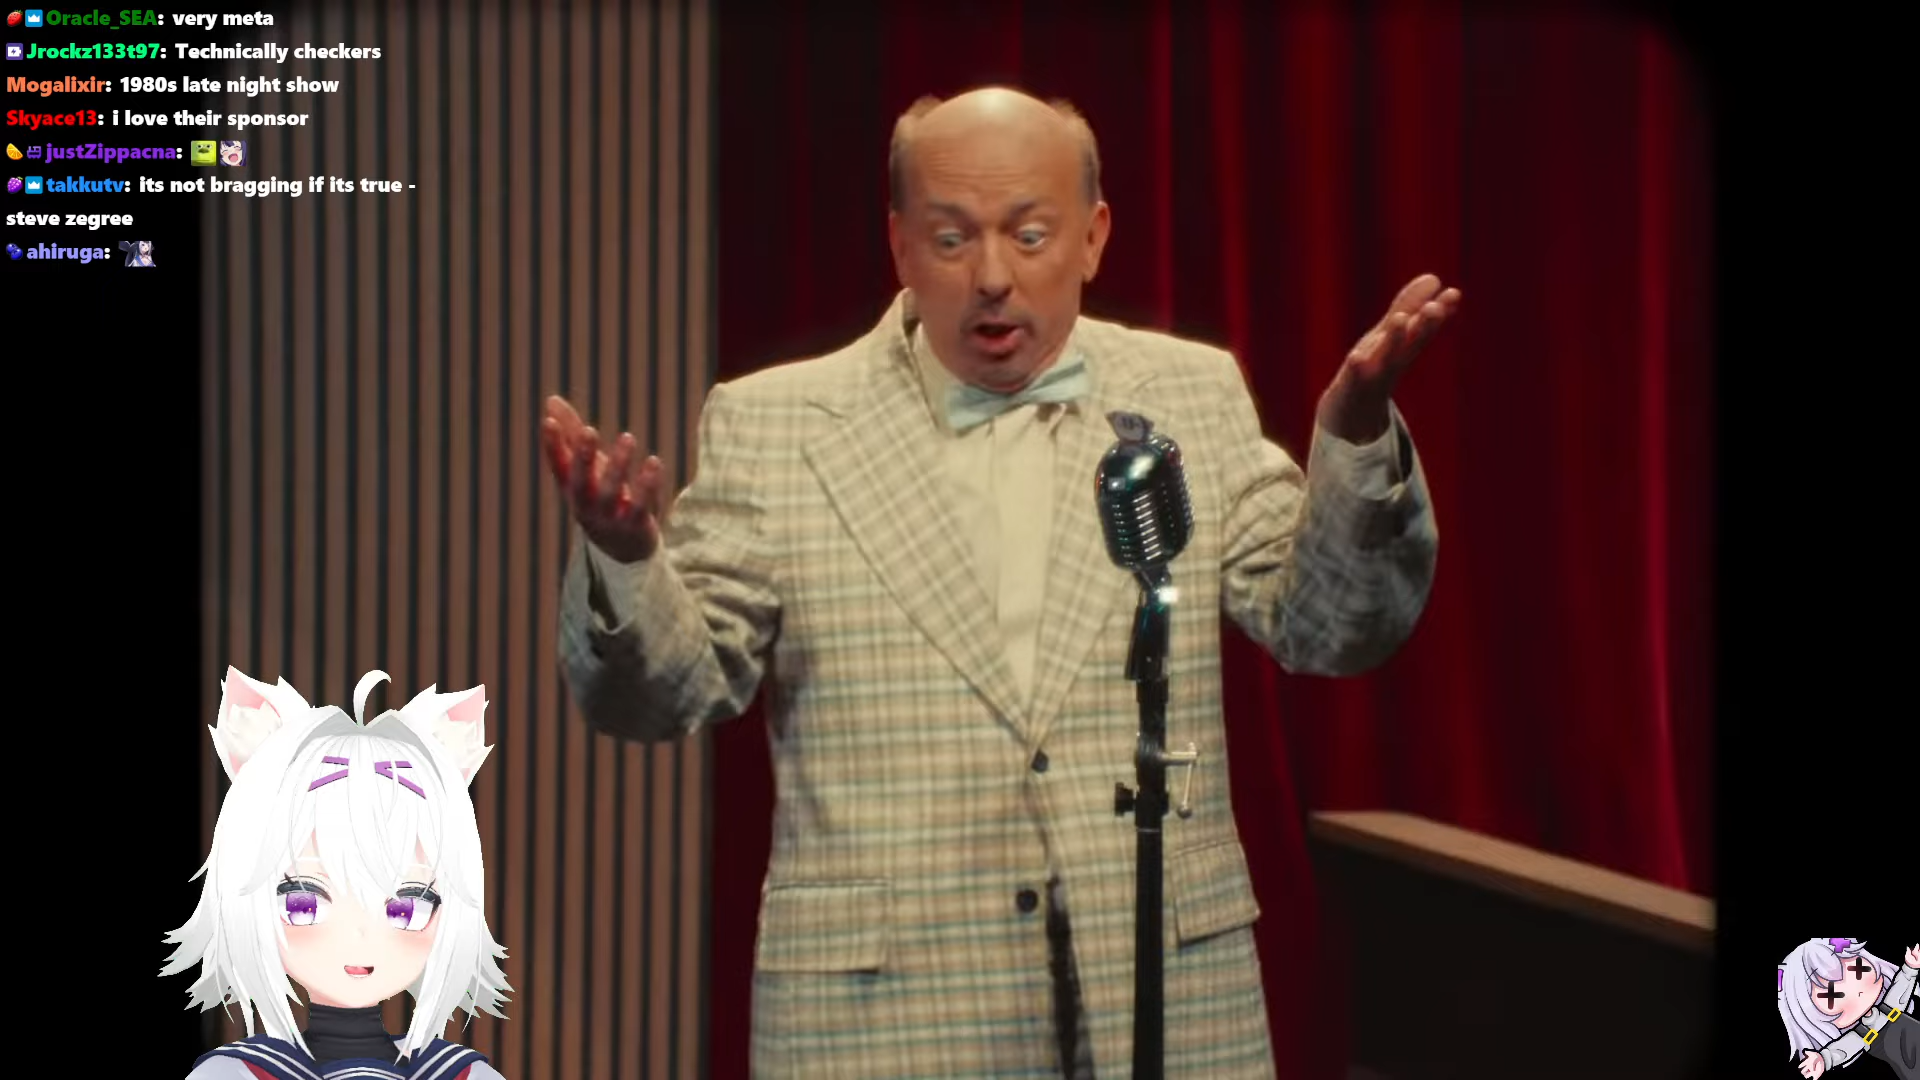 Oracle_SEA: very meta
Jrockz133t97: Technically checkers
Mogalixir: 1980s late night show
Skyace13: i love their sponsor
justZippacna:
takkutv: its not bragging if its true -
steve zegree
ahiruga: